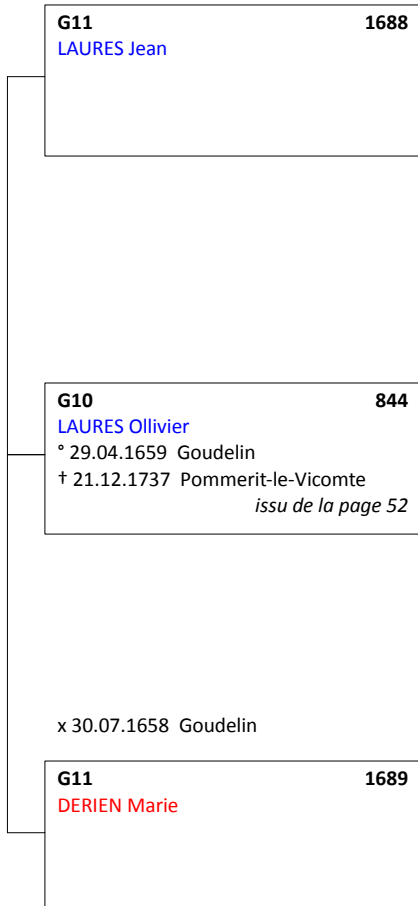 G11 1688
LAURES Jean
G10 844
LAURES Ollivier
° 29.04.1659 Goudelin
† 21.12.1737 Pommerit-le-Vicomte
issu de la page 52
x 30.07.1658 Goudelin
G11 1689
DERIEN Marie